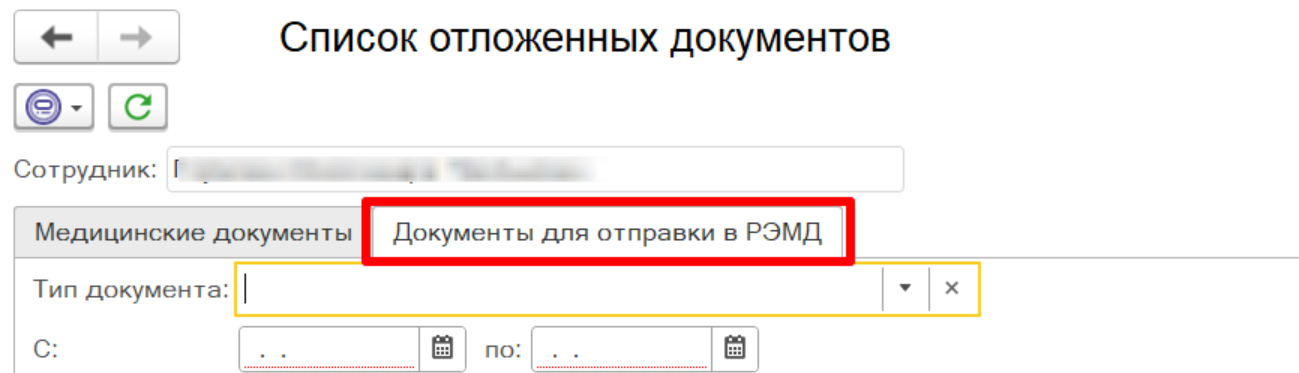 Список отложенных документов
Сотрудник:
Медицинские документы Документы для отправки в РЭМД
Тип документа:
С: . . по: . .